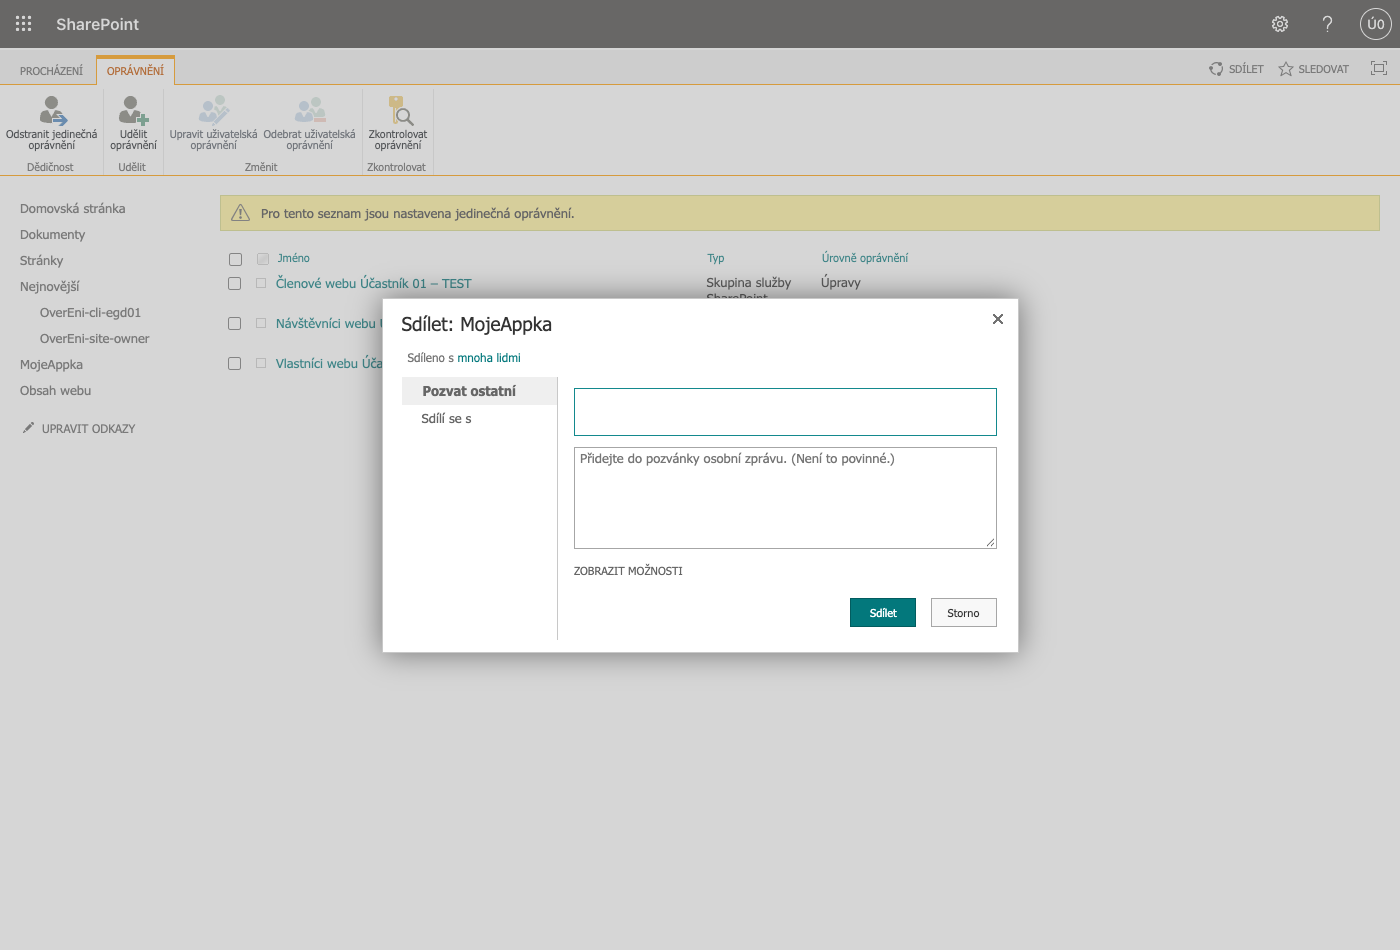 SharePoint
Ú0
PROCHÁZENÍ
OPRÁVNĚNÍ
SDÍLET
SLEDOVAT
Odstranit jedinečná
oprávnění
Udělit
oprávnění
Upravit uživatelská
oprávnění
Odebrat uživatelská
oprávnění
Zkontrolovat
oprávnění
Dědičnost
Udělit
Změnit
Zkontrolovat
Domovská stránka
Dokumenty
Stránky
Nejnovější
OverEni-cli-egd01
OverEni-site-owner
MojeAppka
Obsah webu
UPRAVIT ODKAZY
Pro tento seznam jsou nastavena jedinečná oprávnění.
Jméno
Typ
Úrovně oprávnění
Členové webu Účastník 01 – TEST
Skupina služby
SharePoint
Úpravy
Návštěvníci webu
Vlastníci webu Úča
Sdílet: MojeAppka
Sdíleno s mnoha lidmi
Pozvat ostatní
Sdílí se s
Přidejte do pozvánky osobní zprávu. (Není to povinné.)
ZOBRAZIT MOŽNOSTI
Sdílet
Storno